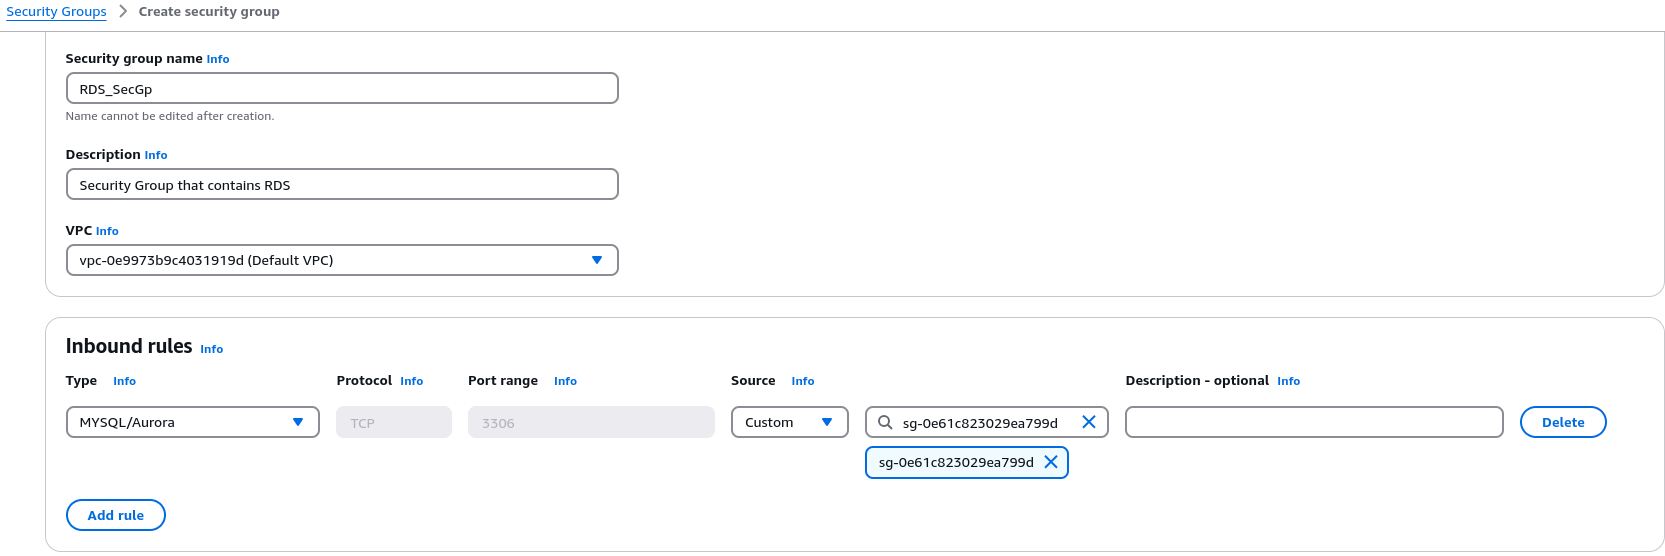 Security Groups > Create security group
Security group name Info
RDS_SecGp
Name cannot be edited after creation.
Description Info
Security Group that contains RDS
VPC Info
vpc-0e9973b9c4031919d (Default VPC)
Inbound rules Info
Type Info Protocol Info Port range Info Source Info Description - optional Info
MYSQL/Aurora TCP 3306 Custom sg-0e61c823029ea799d Delete
sg-0e61c823029ea799d
Add rule